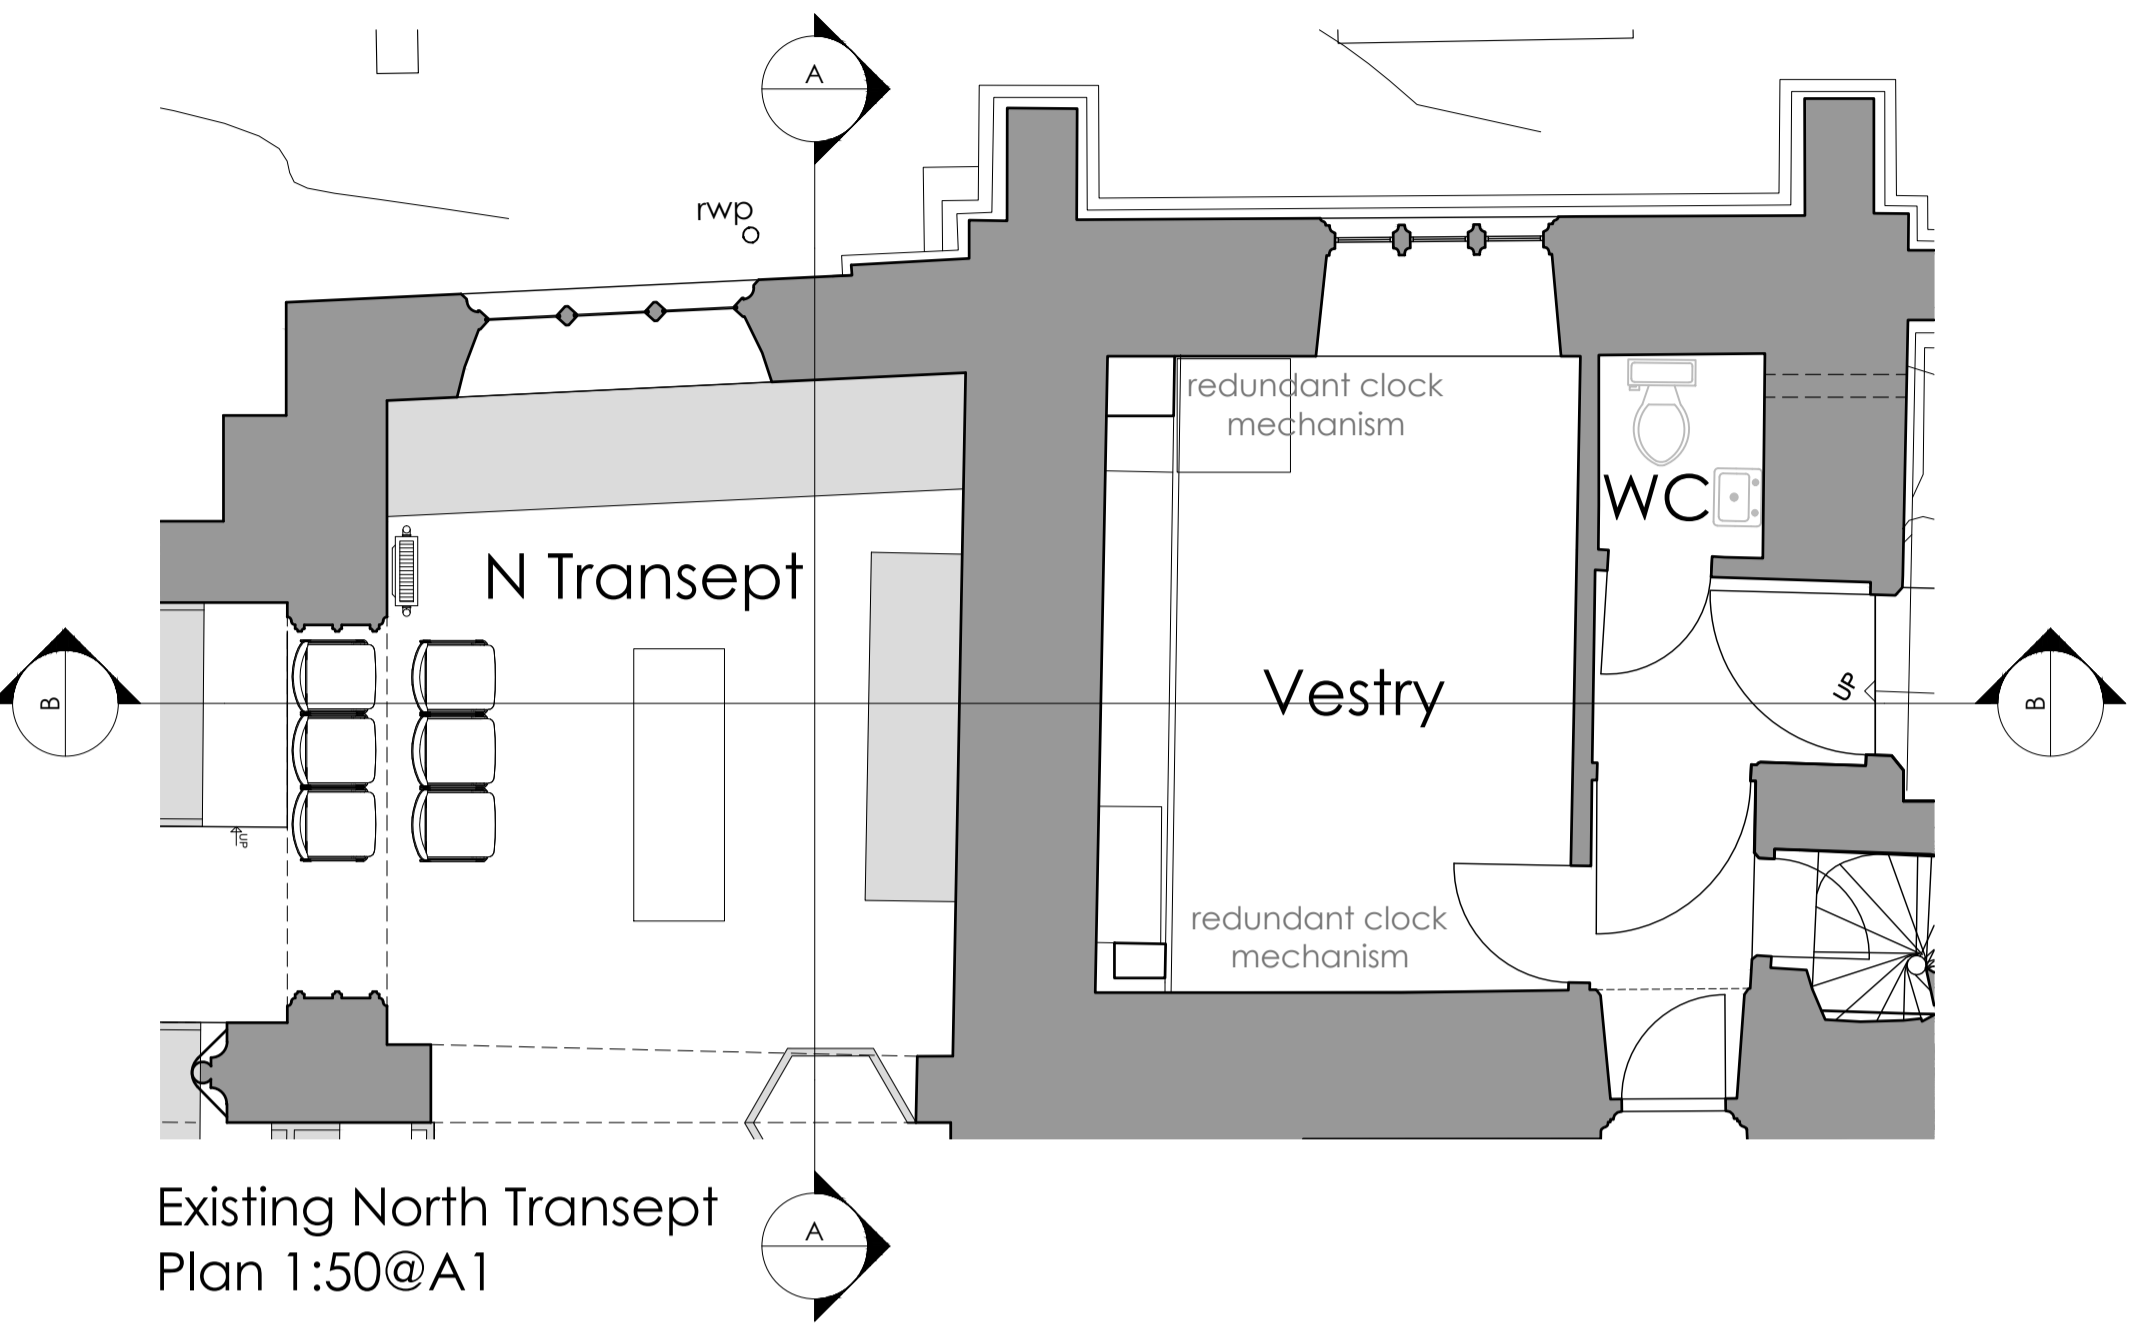 A
rwp
redundant clock
mechanism
WC
N Transept
Vestry
UP
B
B
UP
redundant clock
mechanism
A
Existing North Transept
Plan 1:50@A1